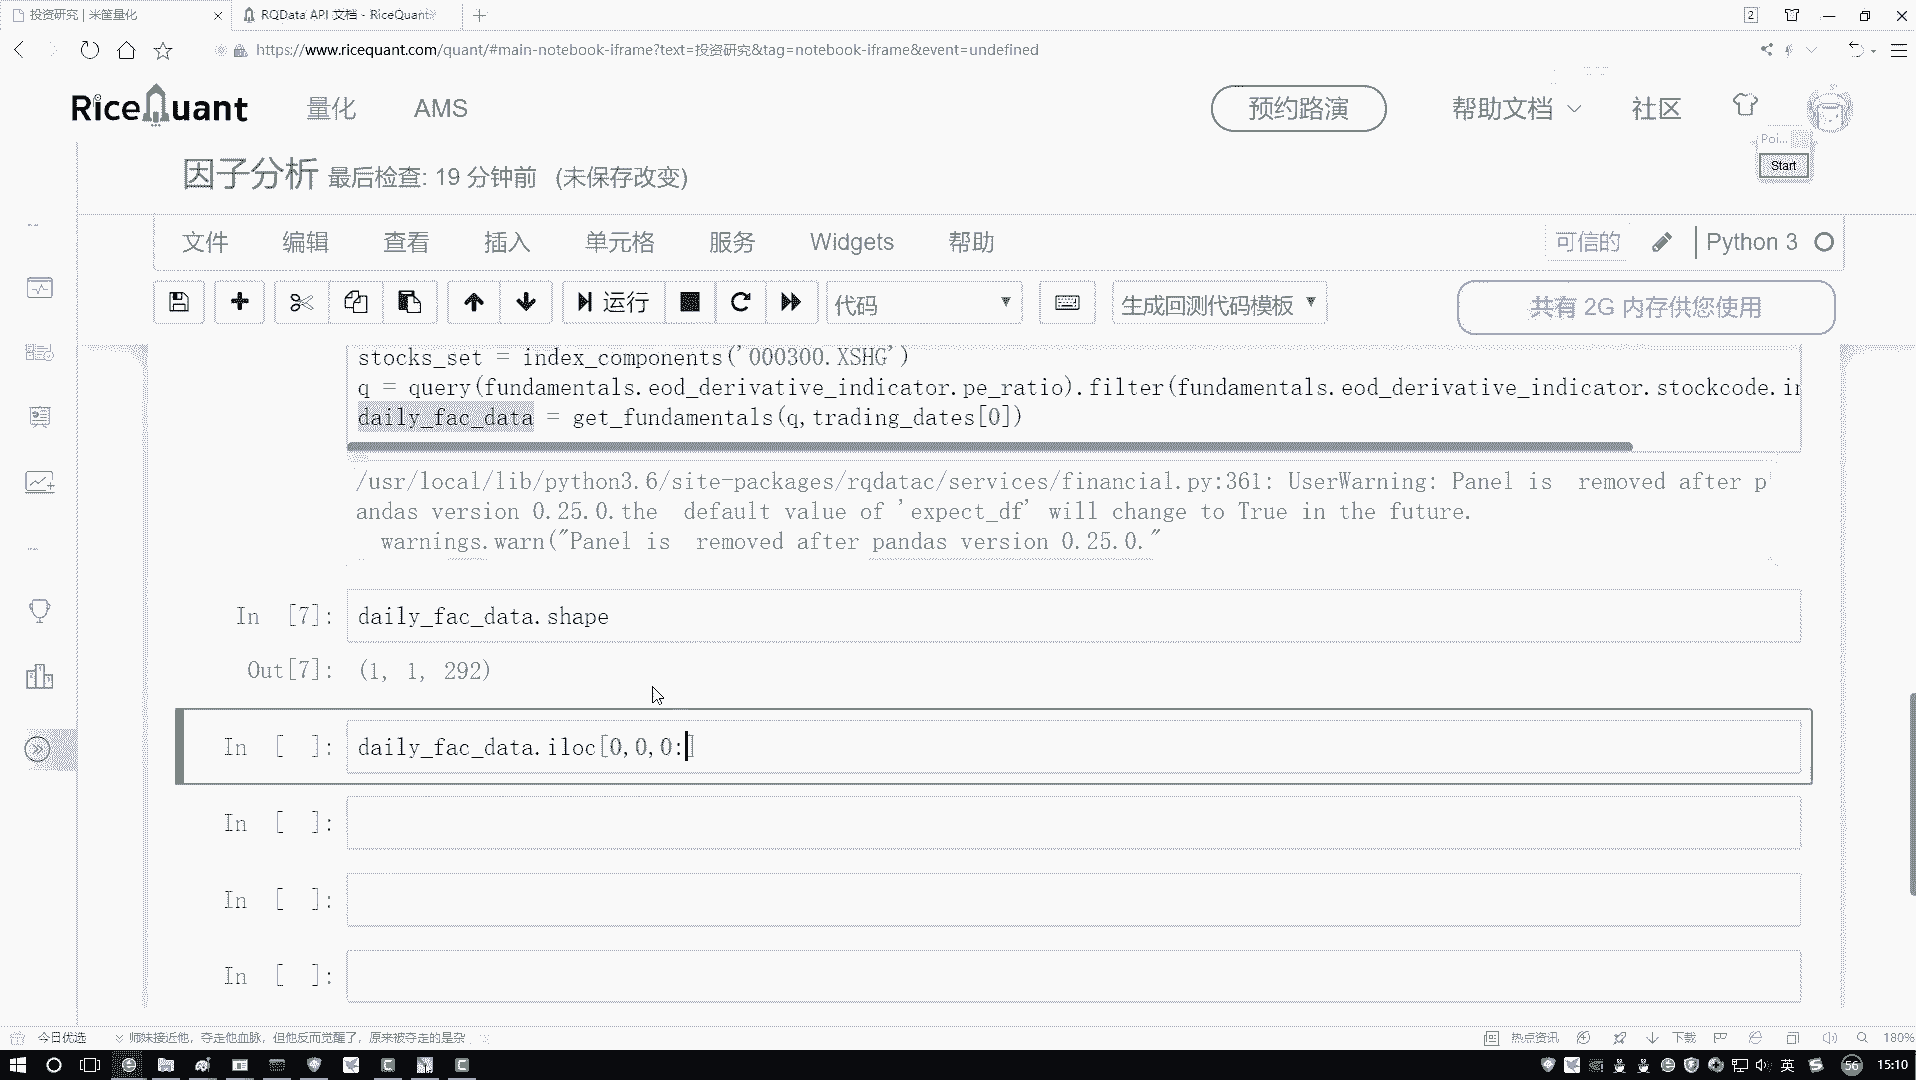 投资研究 | 米筐量化
RQData API 文档 - RiceQuant
2
https://www.ricequant.com/quant/#main-notebook-iframe?text=投资研究&tag=notebook-iframe&event=undefined
RiceQuant 量化 AMS 预约路演 帮助文档 社区
Poi...
Start
因子分析 最后检查: 19 分钟前 (未保存改变)
文件 编辑 查看 插入 单元格 服务 Widgets 帮助 可信的 Python 3
运行 代码 生成回测代码模板 共有 2G 内存供您使用
stocks_set = index_components('000300.XSHG')
q = query(fundamentals.eod_derivative_indicator.pe_ratio).filter(fundamentals.eod_derivative_indicator.stockcode.in
daily_fac_data = get_fundamentals(q,trading_dates[0])
/usr/local/lib/python3.6/site-packages/rqdatac/services/financial.py:361: UserWarning: Panel is removed after p
andas version 0.25.0.the default value of 'expect_df' will change to True in the future.
warnings.warn("Panel is removed after pandas version 0.25.0."
In [7]: daily_fac_data.shape
Out[7]: (1, 1, 292)
In [ ]: daily_fac_data.iloc[0,0,0:]
In [ ]:
In [ ]:
In [ ]:
今日优选 师妹接近他，夺走他血脉，但他反而觉醒了，原来被夺走的是杂 热点资讯 下载 180%
英 56 15:10